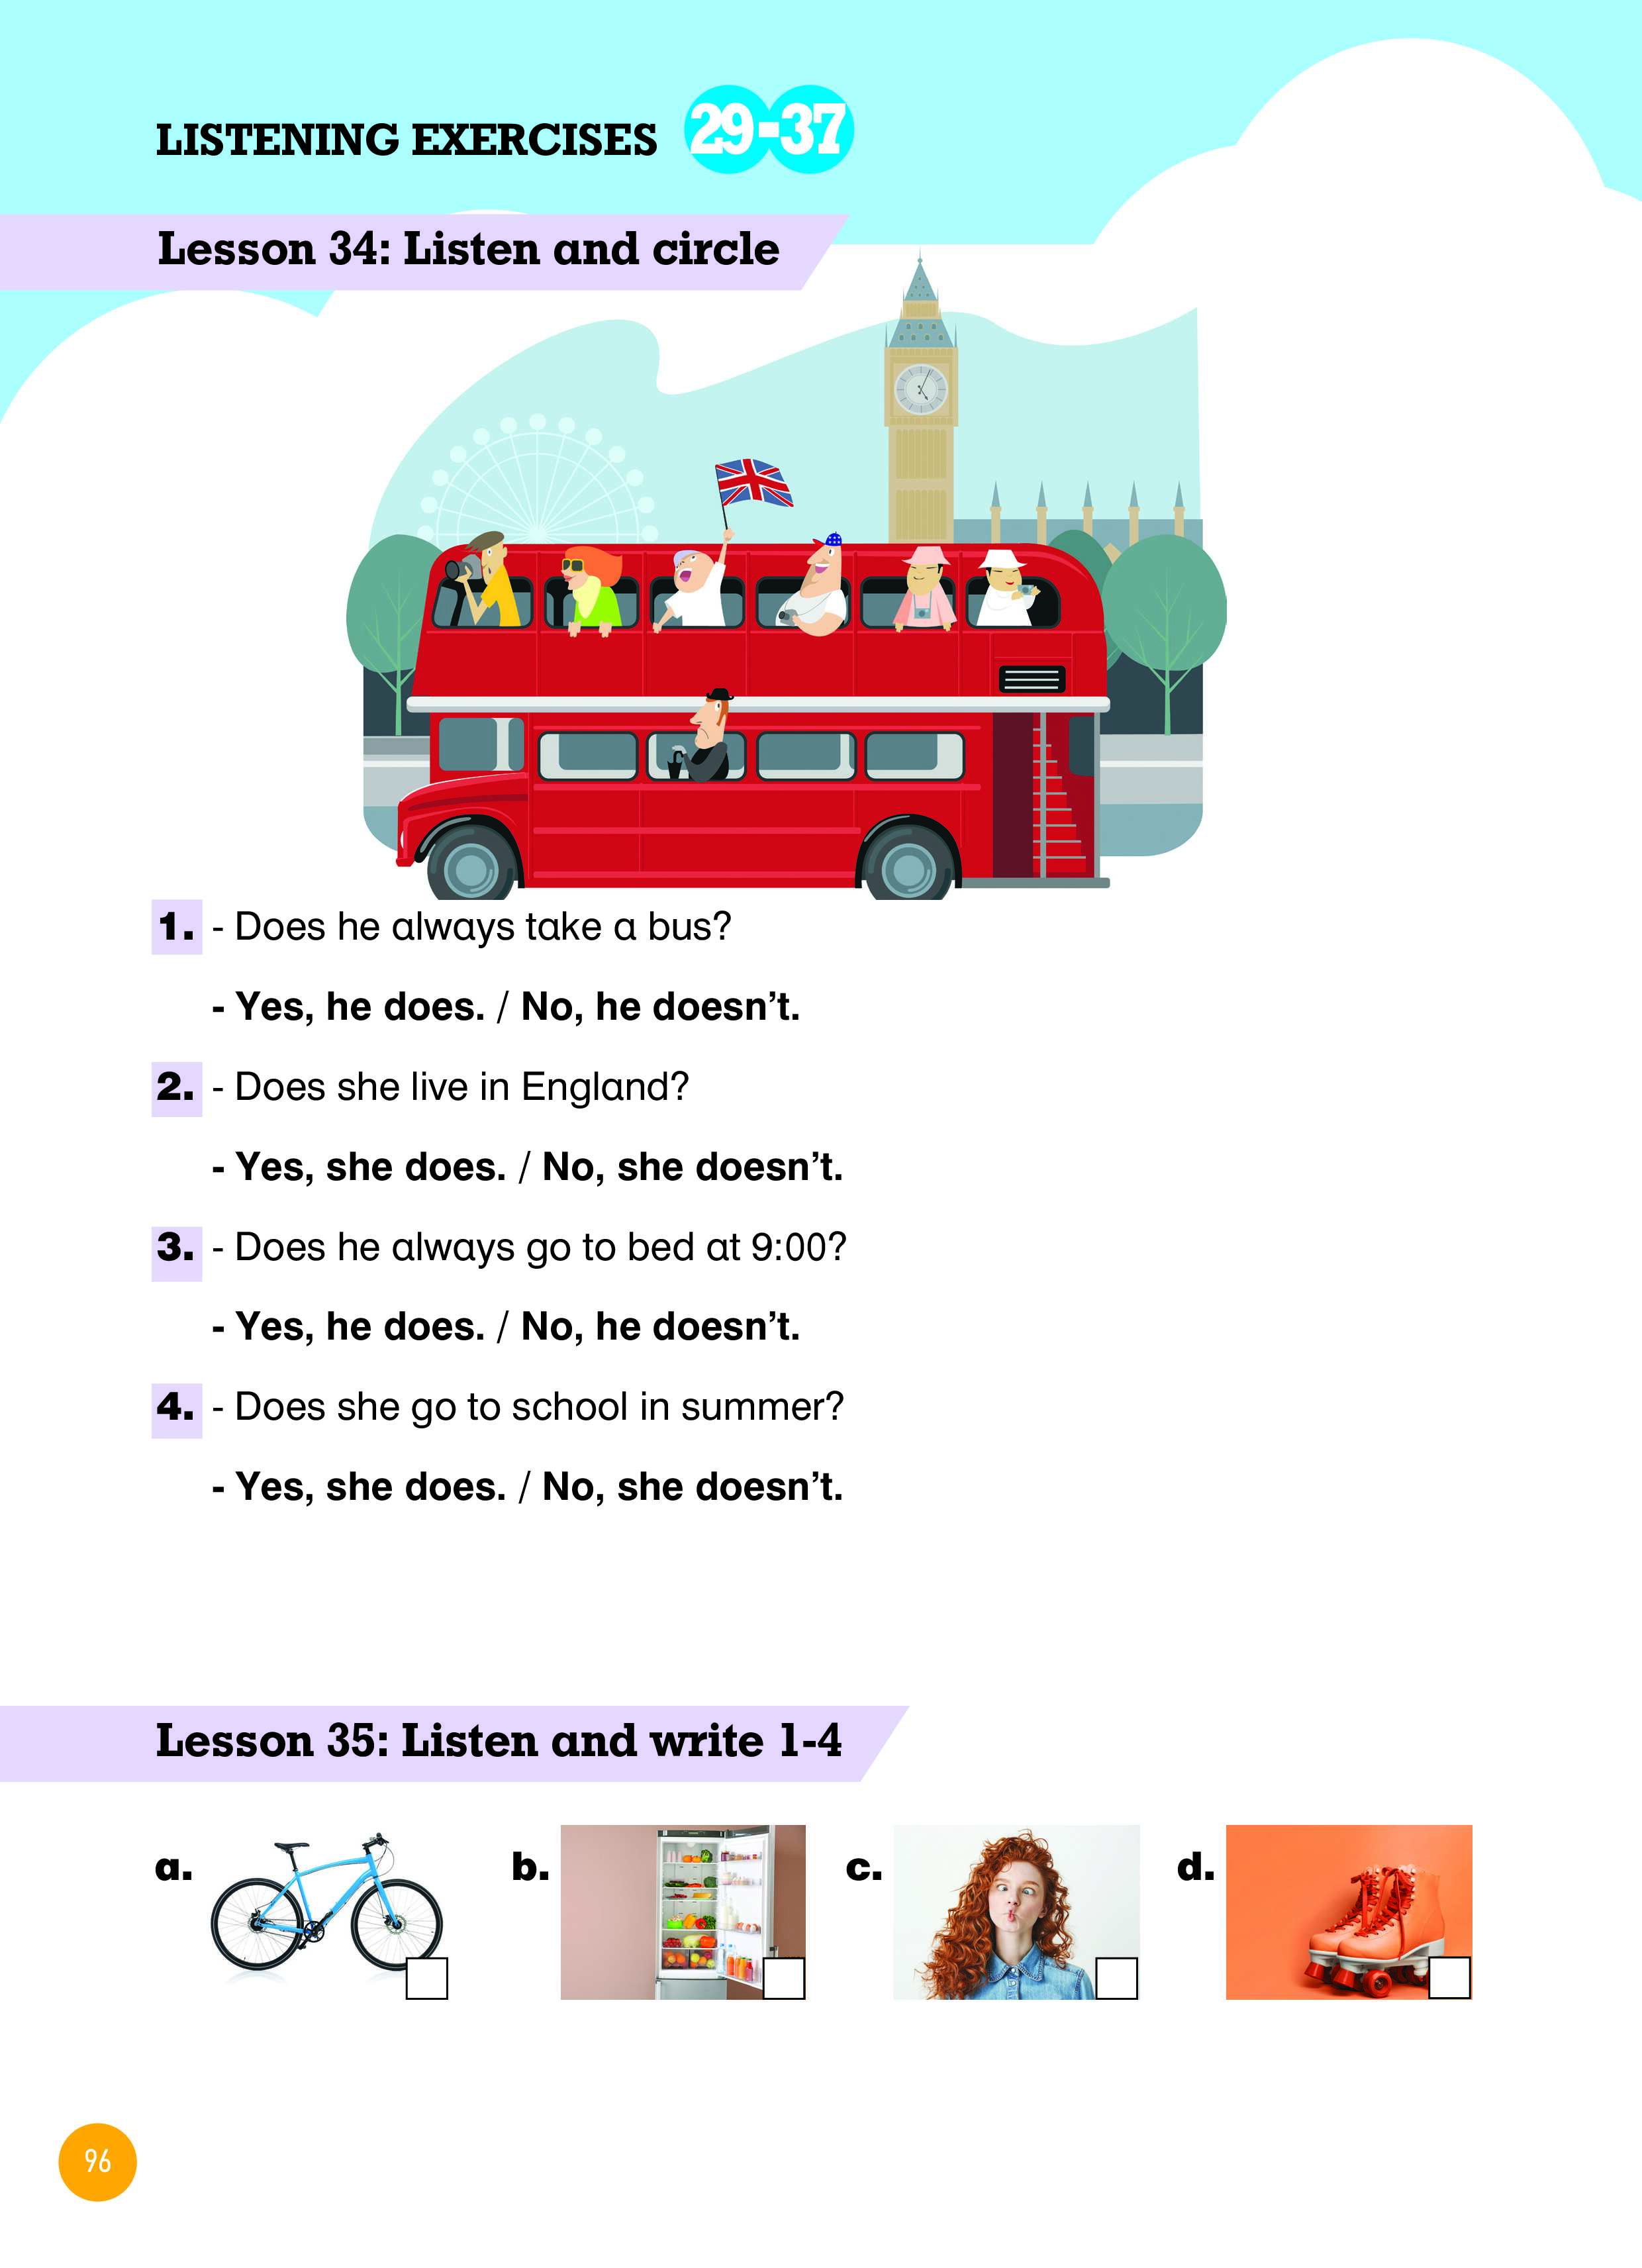 LISTENING EXERCISES 29-37
Lesson 34: Listen and circle
1. - Does he always take a bus?
- Yes, he does. / No, he doesn't.
2. - Does she live in England?
- Yes, she does. / No, she doesn't.
3. - Does he always go to bed at 9:00?
- Yes, he does. / No, he doesn't.
4. - Does she go to school in summer?
- Yes, she does. / No, she doesn't.
Lesson 35: Listen and write 1-4
a. b. c. d.
96